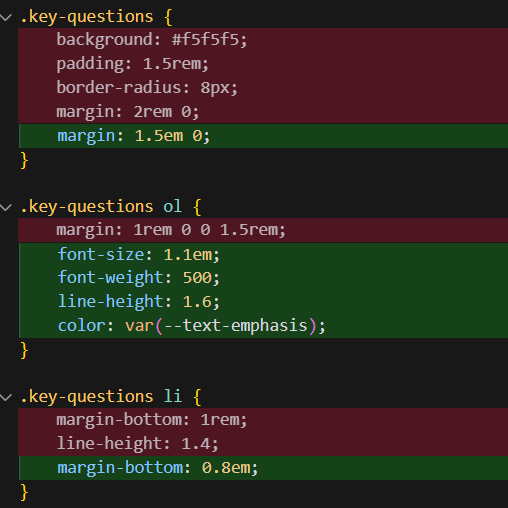 .key-questions {
background: #f5f5f5;
padding: 1.5rem;
border-radius: 8px;
margin: 2rem 0;
margin: 1.5em 0;
}
.key-questions ol {
margin: 1rem 0 0 1.5rem;
font-size: 1.1em;
font-weight: 500;
line-height: 1.6;
color: var(--text-emphasis);
}
.key-questions li {
margin-bottom: 1rem;
line-height: 1.4;
margin-bottom: 0.8em;
}